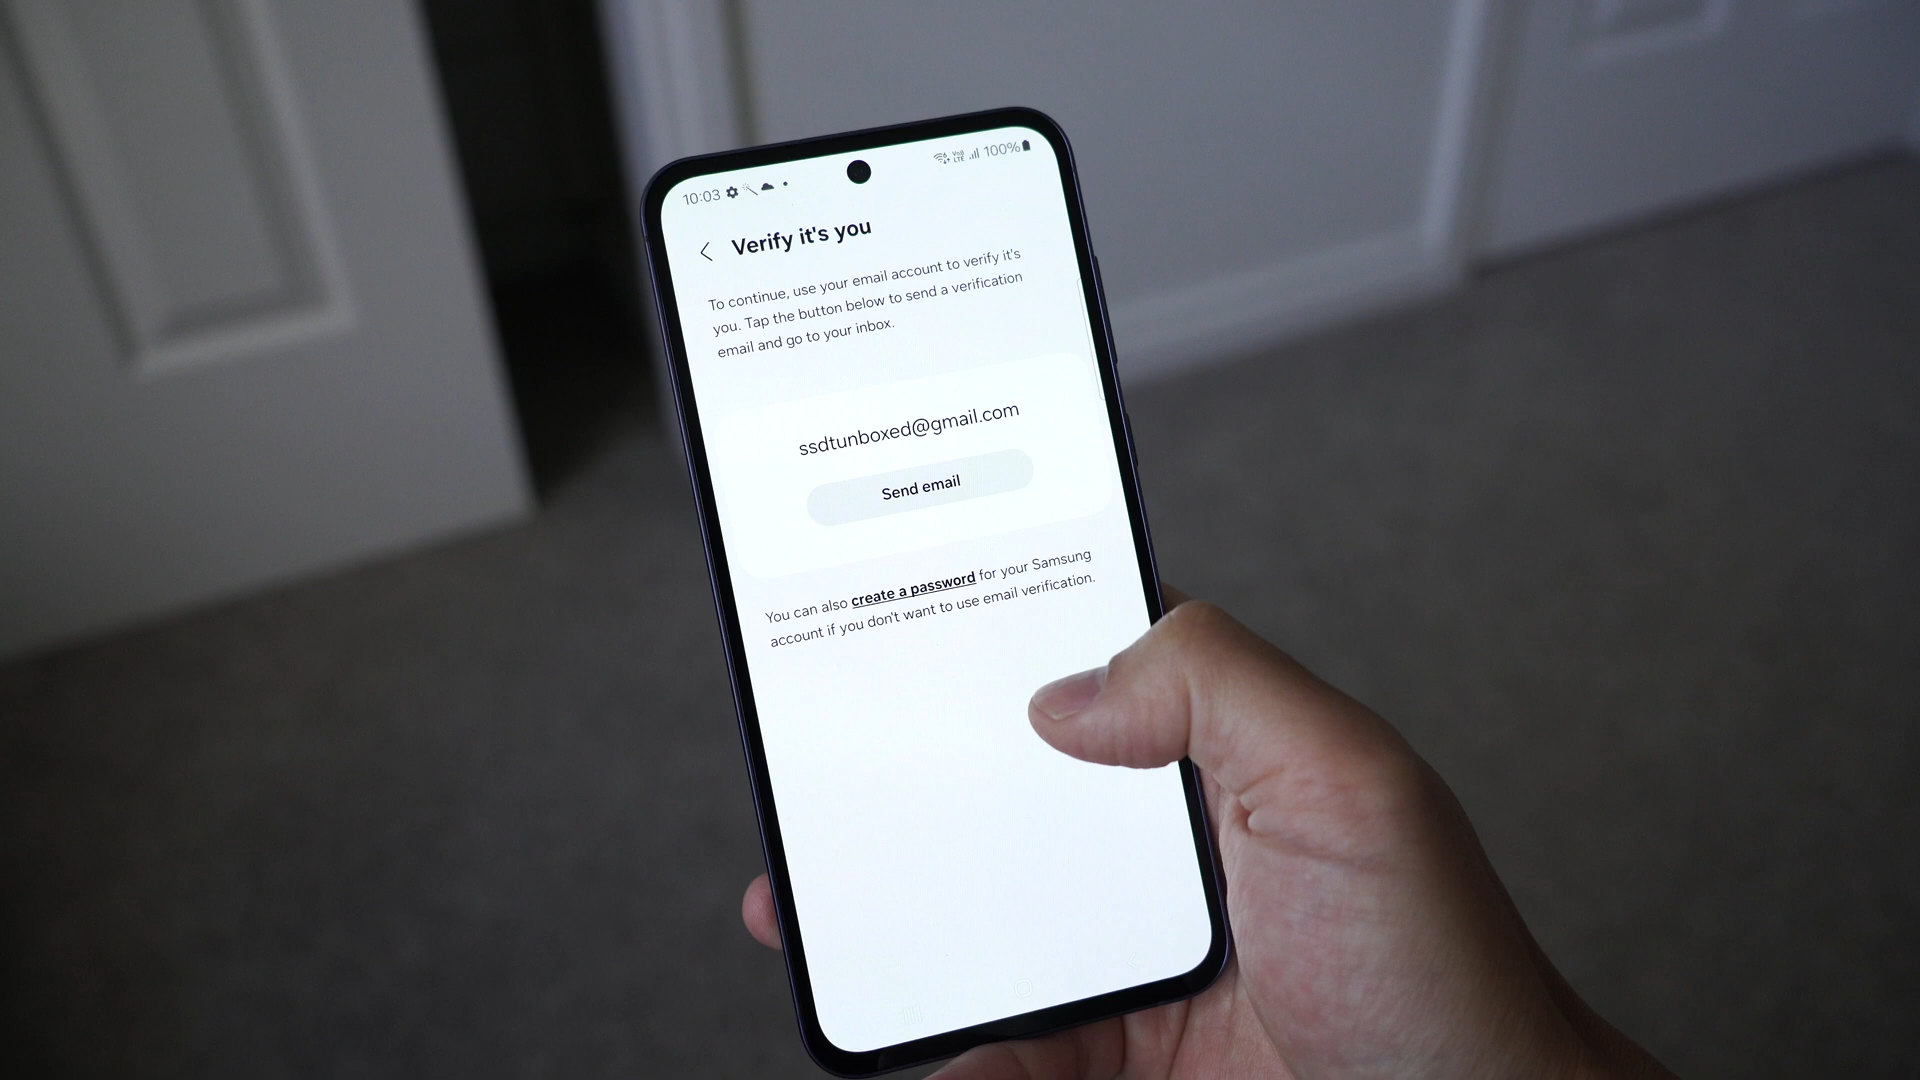 10:03 100%
Verify it's you
To continue, use your email account to verify it's
you. Tap the button below to send a verification
email and go to your inbox.
ssdtunboxed@gmail.com
Send email
You can also create a password for your Samsung
account if you don't want to use email verification.